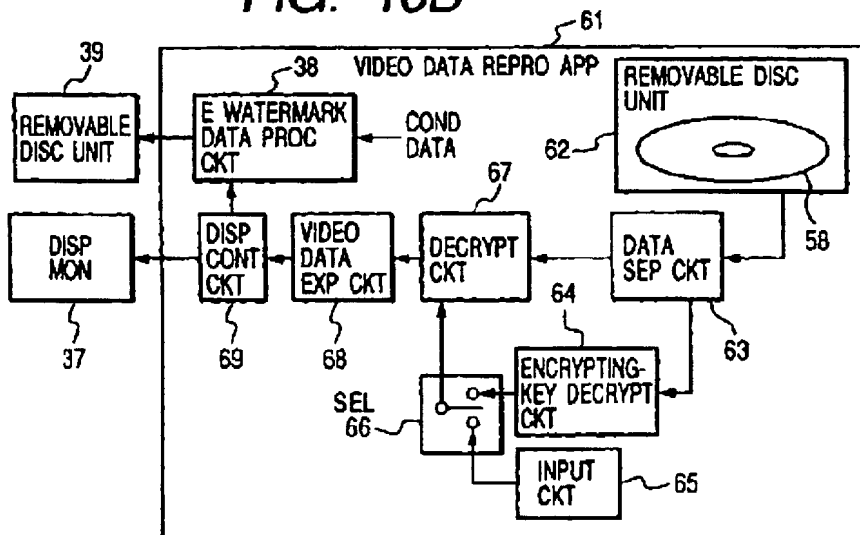 FIG. 16B
61
39
38
VIDEO DATA REPRO APP
REMOVABLE DISC
UNIT
REMOVABLE
DISC UNIT
E WATERMARK
DATA PROC
CKT
COND
DATA
62
67
58
DISP
MON
DISP
CONT
CKT
VIDEO
DATA
EXP CKT
DECRYPT
CKT
DATA
SEP CKT
64
63
37
69
68
ENCRYPTING-
KEY DECRYPT
CKT
SEL
66
INPUT
CKT
65